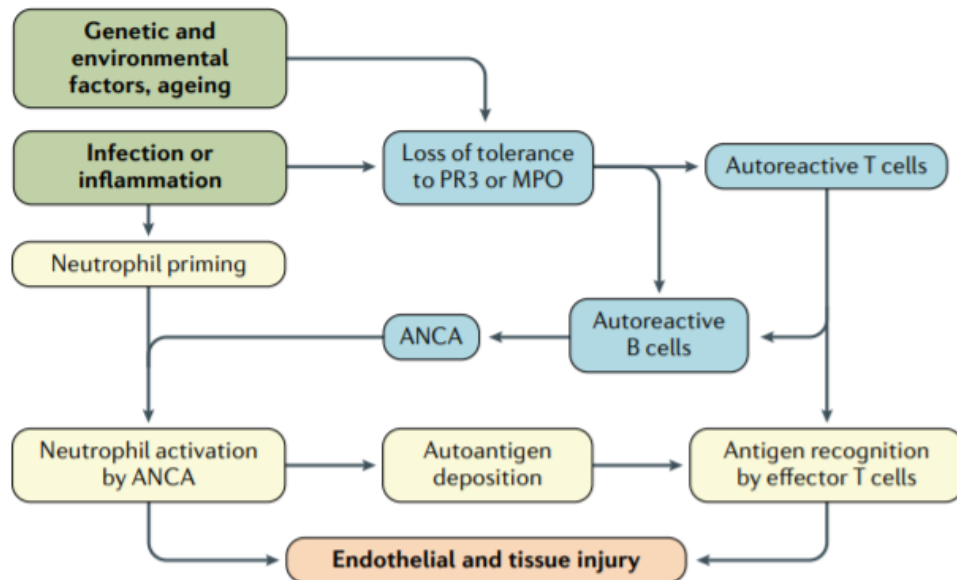 Genetic and
environmental
factors, ageing
Infection or
inflammation
Loss of tolerance
to PR3 or MPO
Autoreactive T cells
Neutrophil priming
ANCA
Autoreactive
B cells
Neutrophil activation
by ANCA
Autoantigen
deposition
Antigen recognition
by effector T cells
Endothelial and tissue injury